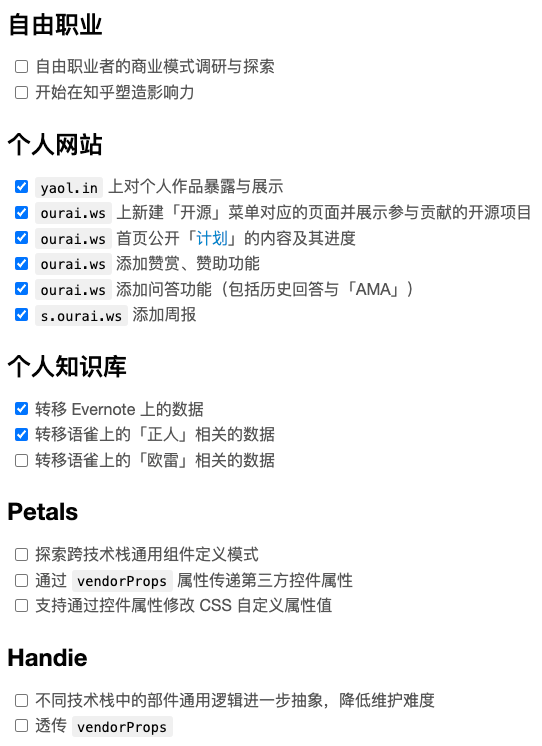 自由职业
自由职业者的商业模式调研与探索
开始在知乎塑造影响力
个人网站
yaol.in 上对个人作品暴露与展示
ourai.ws 上新建「开源」菜单对应的页面并展示参与贡献的开源项目
ourai.ws 首页公开「计划」的内容及其进度
ourai.ws 添加赞赏、赞助功能
ourai.ws 添加问答功能（包括历史回答与「AMA」）
s.ourai.ws 添加周报
个人知识库
转移 Evernote 上的数据
转移语雀上的「正人」相关的数据
转移语雀上的「欧雷」相关的数据
Petals
探索跨技术栈通用组件定义模式
通过 vendorProps 属性传递第三方控件属性
支持通过控件属性修改 CSS 自定义属性值
Handie
不同技术栈中的部件通用逻辑进一步抽象，降低维护难度
透传 vendorProps